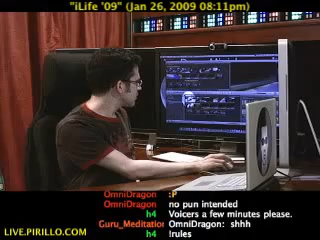 "iLife '09" (Jan 26, 2009 08:11pm)
OmniDragon :P
OmniDragon no pun intended
h4 Voicers a few minutes please.
Guru_Meditation OmniDragon: shhh
h4 !rules
LIVE.PIRILLO.COM